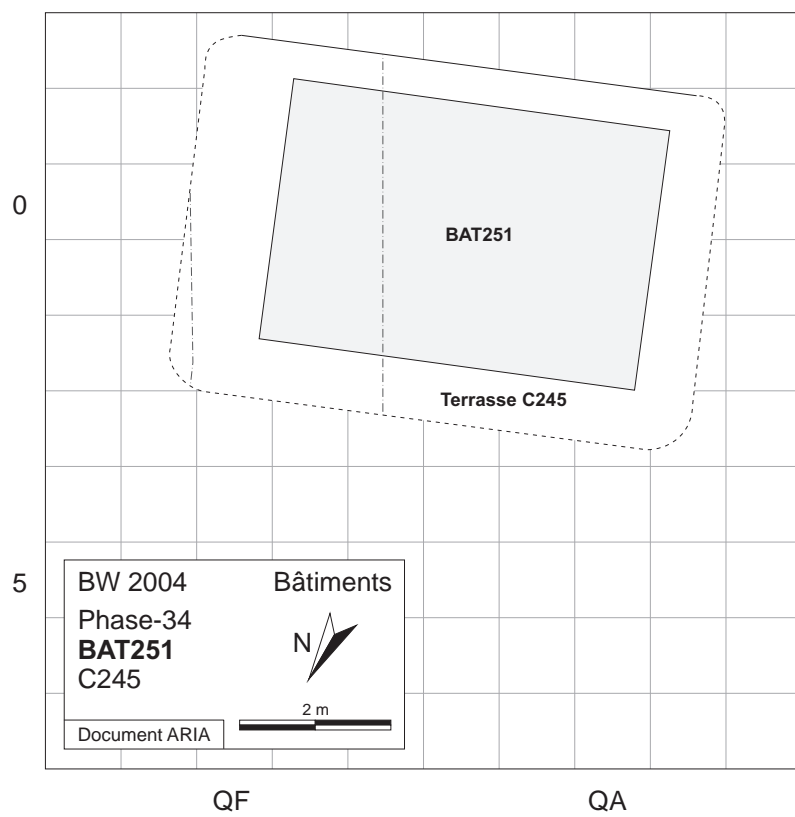 0
BAT251
Terrasse C245
5
BW 2004 Bâtiments
Phase-34
BAT251
C245
N
2 m
Document ARIA
QF QA